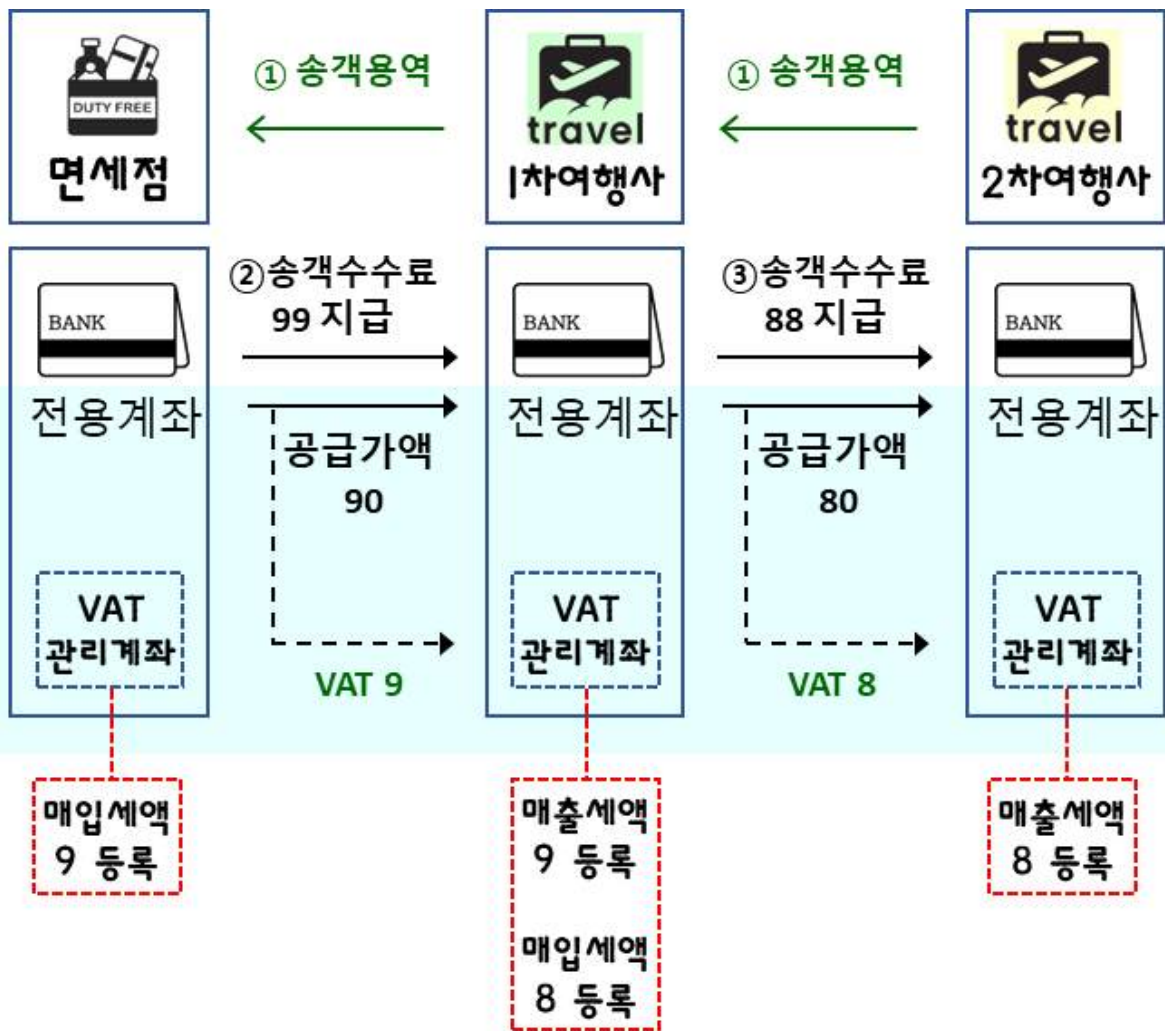 DUTY FREE
면세점
① 송객용역
travel
1차여행사
① 송객용역
travel
2차여행사
BANK
전용계좌
②송객수수료
99 지급
공급가액
90
BANK
전용계좌
③송객수수료
88 지급
공급가액
80
BANK
전용계좌
VAT
관리계좌
VAT 9
VAT
관리계좌
VAT 8
VAT
관리계좌
매입세액
9 등록
매출세액
9 등록
매입세액
8 등록
매출세액
8 등록